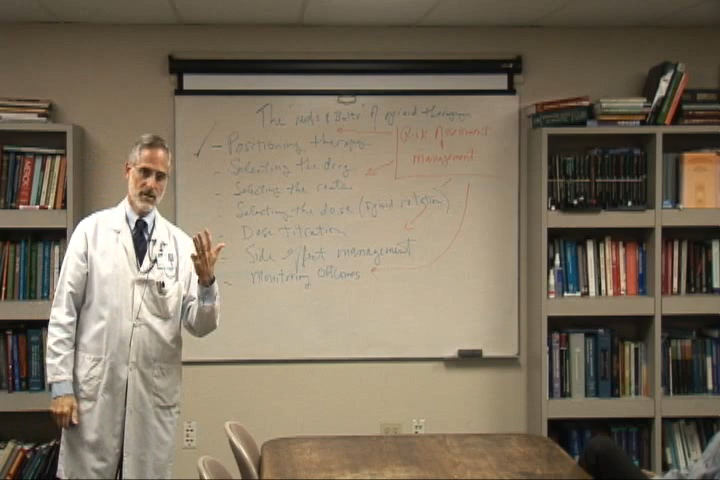 The "Nuts & Bolts" of opioid therapy
Risk Assessment &
management
- Positioning therapy
- Selecting the drug
- Selecting the route
- Selecting the dose (opioid rotation)
- Dose titration
- Side effect management
- Monitoring outcomes